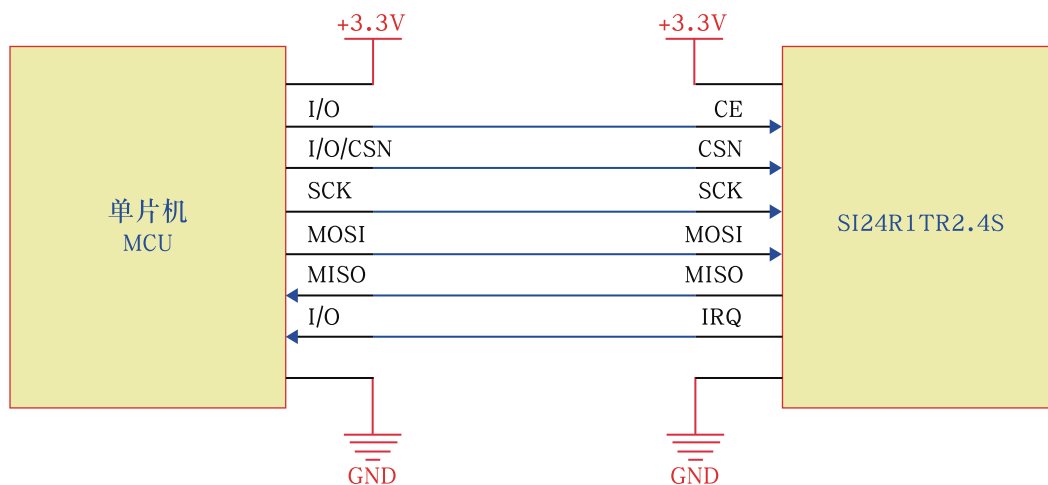 +3.3V +3.3V
I/O CE
I/O/CSN CSN
SCK SCK
单片机
MCU
SI24R1TR2.4S
MOSI MOSI
MISO MISO
I/O IRQ
GND GND